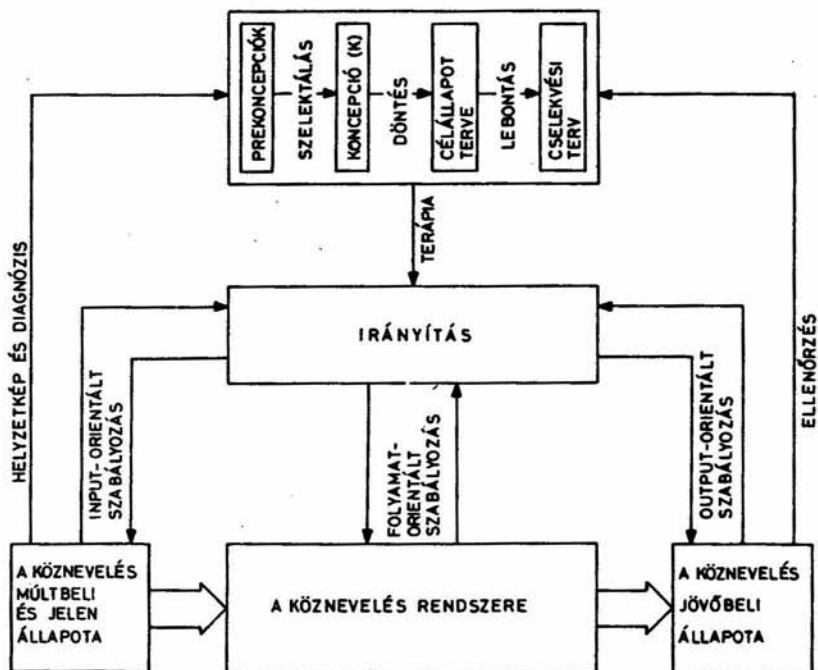 PREKONCEPCIÓK
SZELEKTÁLÁS
KONCEPCIÓ (K)
DÖNTÉS
CÉLÁLLAPOT
TERVE
LEBONTÁS
CSELEKVÉSI
TERV
TERÁPIA
HELYZETKÉP ÉS DIAGNÓZIS
IRÁNYÍTÁS
ELLENŐRZÉS
INPUT-ORIENTÁLT
SZABÁLYOZÁS
FOLYAMAT-
ORIENTÁLT
SZABÁLYOZÁS
OUTPUT-ORIENTÁLT
SZABÁLYOZÁS
A KÖZNEVELÉS
MÚLTBELI
ÉS JELEN
ÁLLAPOTA
A KÖZNEVELÉS RENDSZERE
A KÖZNEVELÉS
JÖVŐBELI
ÁLLAPOTA